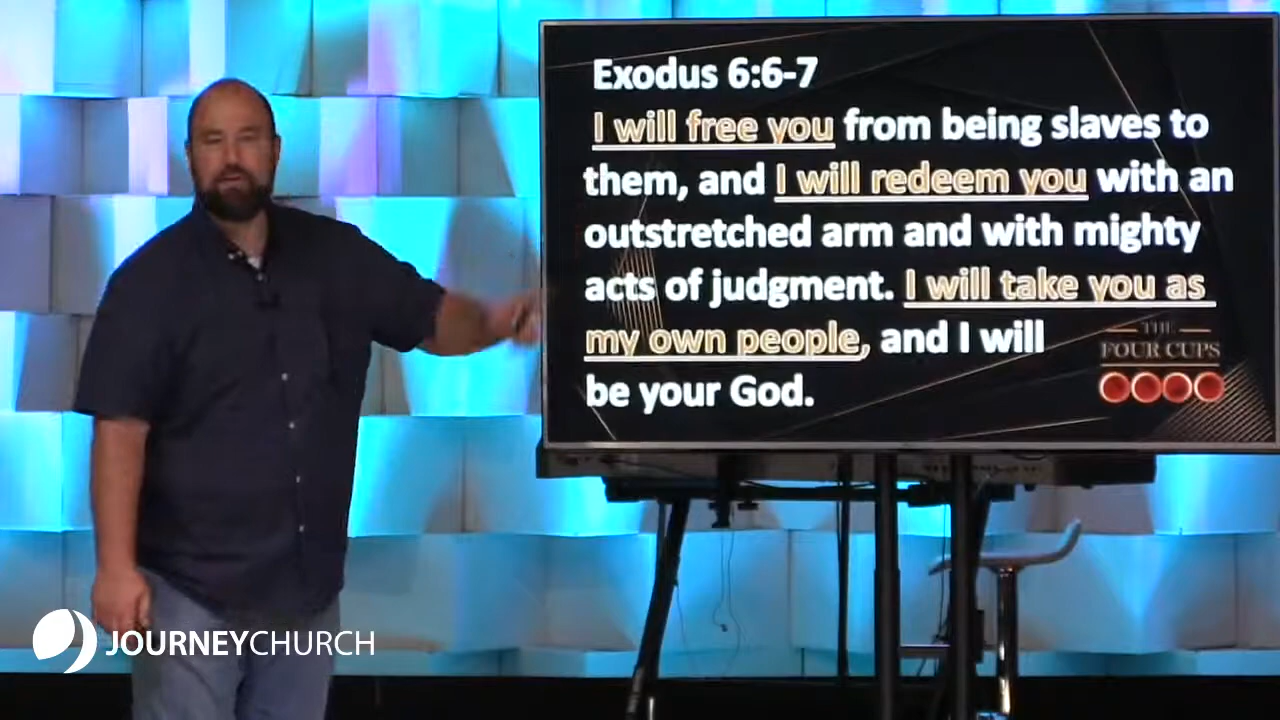 Exodus 6:6-7
I will free you from being slaves to
them, and I will redeem you with an
outstretched arm and with mighty
acts of judgment. I will take you as
my own people, and I will
be your God.
THE
FOUR CUPS
JOURNEYCHURCH